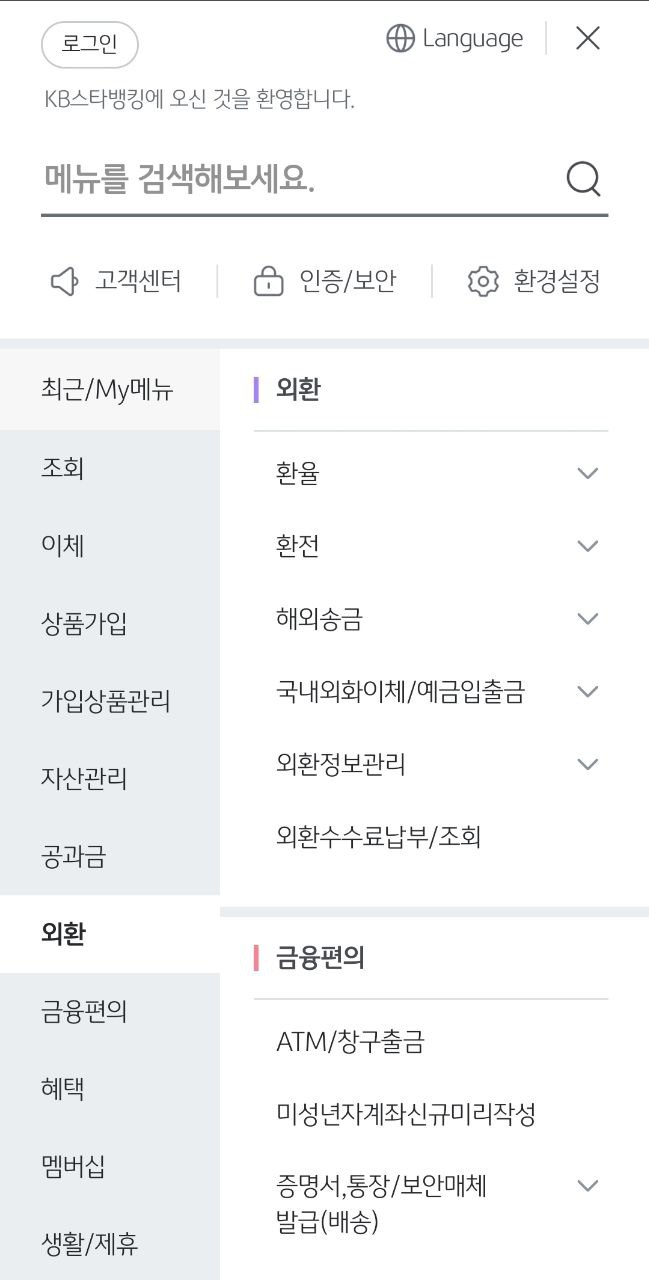 로그인
Language
KB스타뱅킹에 오신 것을 환영합니다.
메뉴를 검색해보세요.
고객센터
인증/보안
환경설정
최근/My메뉴
조회
이체
상품가입
가입상품관리
자산관리
공과금
외환
금융편의
혜택
멤버십
생활/제휴
외환
환율
환전
해외송금
국내외화이체/예금입출금
외환정보관리
외환수수료납부/조회
금융편의
ATM/창구출금
미성년자계좌신규미리작성
증명서,통장/보안매체
발급(배송)